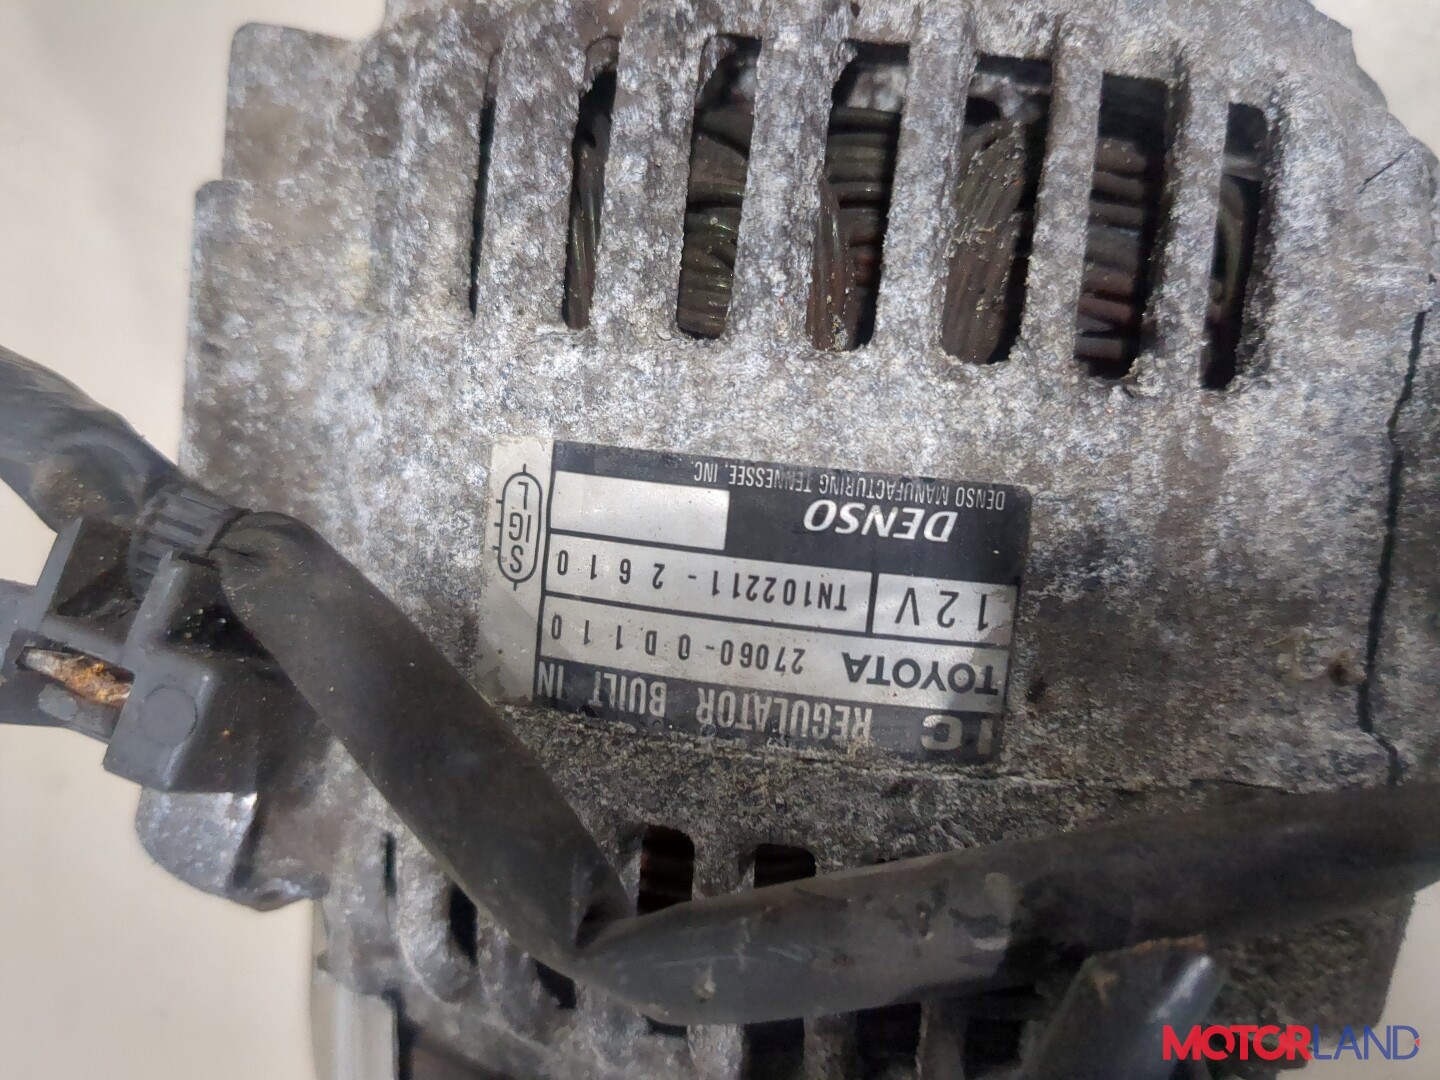 IC REGULATOR BUILT IN
TOYOTA 27060-0D110
12V TN102211-2610
DENSO
DENSO MANUFACTURING TENNESSEE, INC.
S
IG
L
MOTORLAND